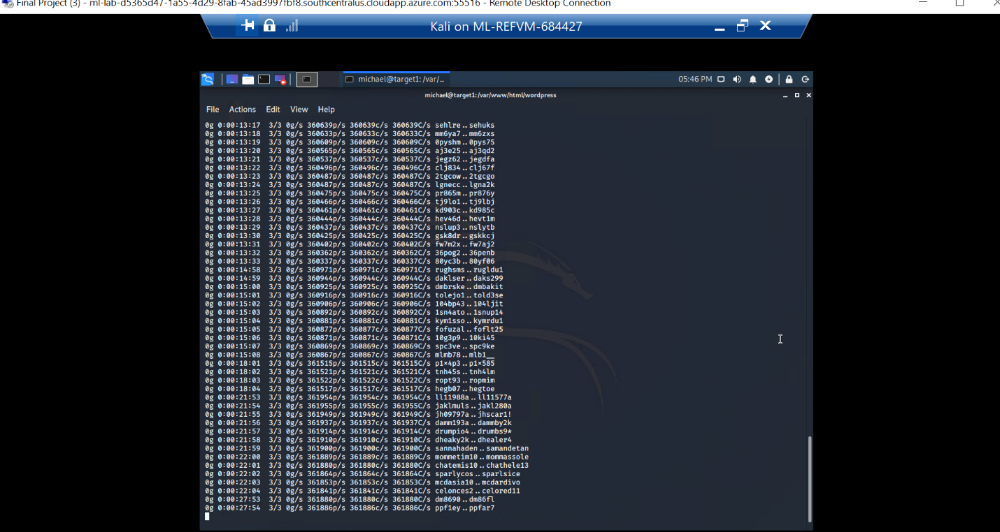 Final Project (3) - ml-lab-d5365d47-1a55-4d29-8fab-45ad3997fbf8.southcentralus.cloudapp.azure.com:55516 - Remote Desktop Connection
Kali on ML-REFVM-684427
michael@target1: /var/...
05:46 PM
michael@target1:/var/www/html/wordpress
File Actions Edit View Help
0g 0:00:13:17 3/3 0g/s 360639p/s 360639c/s 360639C/s sehlre..sehuks
0g 0:00:13:18 3/3 0g/s 360633p/s 360633c/s 360633C/s mm6ya7..mm6zxs
0g 0:00:13:19 3/3 0g/s 360609p/s 360609c/s 360609C/s 0pyshm..0pys75
0g 0:00:13:20 3/3 0g/s 360565p/s 360565c/s 360565C/s aj3e25..aj3qd2
0g 0:00:13:21 3/3 0g/s 360537p/s 360537c/s 360537C/s jegz62..jegdfa
0g 0:00:13:22 3/3 0g/s 360496p/s 360496c/s 360496C/s clj834..clj67f
0g 0:00:13:23 3/3 0g/s 360487p/s 360487c/s 360487C/s 2tgcow..2tgcgo
0g 0:00:13:24 3/3 0g/s 360487p/s 360487c/s 360487C/s lgnecc..lgna2k
0g 0:00:13:25 3/3 0g/s 360475p/s 360475c/s 360475C/s pr865m..pr876y
0g 0:00:13:26 3/3 0g/s 360466p/s 360466c/s 360466C/s tj9lo1..tj9lbj
0g 0:00:13:27 3/3 0g/s 360461p/s 360461c/s 360461C/s kd903c..kd985c
0g 0:00:13:28 3/3 0g/s 360444p/s 360444c/s 360444C/s hev46d..hevt1m
0g 0:00:13:29 3/3 0g/s 360437p/s 360437c/s 360437C/s nslup3..nslytb
0g 0:00:13:30 3/3 0g/s 360425p/s 360425c/s 360425C/s gsk8dr..gskkcj
0g 0:00:13:31 3/3 0g/s 360402p/s 360402c/s 360402C/s fw7m2x..fw7aj2
0g 0:00:13:32 3/3 0g/s 360362p/s 360362c/s 360362C/s 36pog2..36penb
0g 0:00:13:33 3/3 0g/s 360337p/s 360337c/s 360337C/s 80yc3b..80yf06
0g 0:00:14:58 3/3 0g/s 360971p/s 360971c/s 360971C/s rughsms..rugldu1
0g 0:00:14:59 3/3 0g/s 360944p/s 360944c/s 360944C/s daklser..daks299
0g 0:00:15:00 3/3 0g/s 360925p/s 360925c/s 360925C/s dmbrske..dmbakit
0g 0:00:15:01 3/3 0g/s 360916p/s 360916c/s 360916C/s tolejo1..told3se
0g 0:00:15:02 3/3 0g/s 360906p/s 360906c/s 360906C/s 104bp43..104ljit
0g 0:00:15:03 3/3 0g/s 360892p/s 360892c/s 360892C/s 1sn4ato..1snup14
0g 0:00:15:04 3/3 0g/s 360881p/s 360881c/s 360881C/s kym1sso..kymrdu1
0g 0:00:15:05 3/3 0g/s 360877p/s 360877c/s 360877C/s fofuzal..foflt25
0g 0:00:15:06 3/3 0g/s 360871p/s 360871c/s 360871C/s 10g3p9..10ki45
0g 0:00:15:07 3/3 0g/s 360869p/s 360869c/s 360869C/s spc3ve..spc9ke
0g 0:00:15:08 3/3 0g/s 360867p/s 360867c/s 360867C/s mlmb78..mlb1__
0g 0:00:18:01 3/3 0g/s 361515p/s 361515c/s 361515C/s p1×4p3..p1×585
0g 0:00:18:02 3/3 0g/s 361521p/s 361521c/s 361521C/s tnh45s..tnh4lm
0g 0:00:18:03 3/3 0g/s 361522p/s 361522c/s 361522C/s ropt93..ropmim
0g 0:00:18:04 3/3 0g/s 361517p/s 361517c/s 361517C/s hegb07..hegtoe
0g 0:00:21:53 3/3 0g/s 361954p/s 361954c/s 361954C/s ll11988a..ll11577a
0g 0:00:21:54 3/3 0g/s 361955p/s 361955c/s 361955C/s jaklmuls..jakl280a
0g 0:00:21:55 3/3 0g/s 361949p/s 361949c/s 361949C/s jh09797a..jhscar1!
0g 0:00:21:56 3/3 0g/s 361937p/s 361937c/s 361937C/s damm193a..dammby2k
0g 0:00:21:57 3/3 0g/s 361914p/s 361914c/s 361914C/s drumpio4..drumbs9*
0g 0:00:21:58 3/3 0g/s 361910p/s 361910c/s 361910C/s dheaky2k..dhealer4
0g 0:00:21:59 3/3 0g/s 361900p/s 361900c/s 361900C/s sannahaden..samandetan
0g 0:00:22:00 3/3 0g/s 361889p/s 361889c/s 361889C/s mommetim10..mommassole
0g 0:00:22:01 3/3 0g/s 361880p/s 361880c/s 361880C/s chatemis10..chathele13
0g 0:00:22:02 3/3 0g/s 361864p/s 361864c/s 361864C/s sparlycos..sparlsice
0g 0:00:22:03 3/3 0g/s 361853p/s 361853c/s 361853C/s mcdasia10..mcdardivo
0g 0:00:22:04 3/3 0g/s 361841p/s 361841c/s 361841C/s celonces2..celored11
0g 0:00:27:53 3/3 0g/s 361880p/s 361880c/s 361880C/s dm8690..dm86fl
0g 0:00:27:54 3/3 0g/s 361886p/s 361886c/s 361886C/s ppf1ey..ppfar7